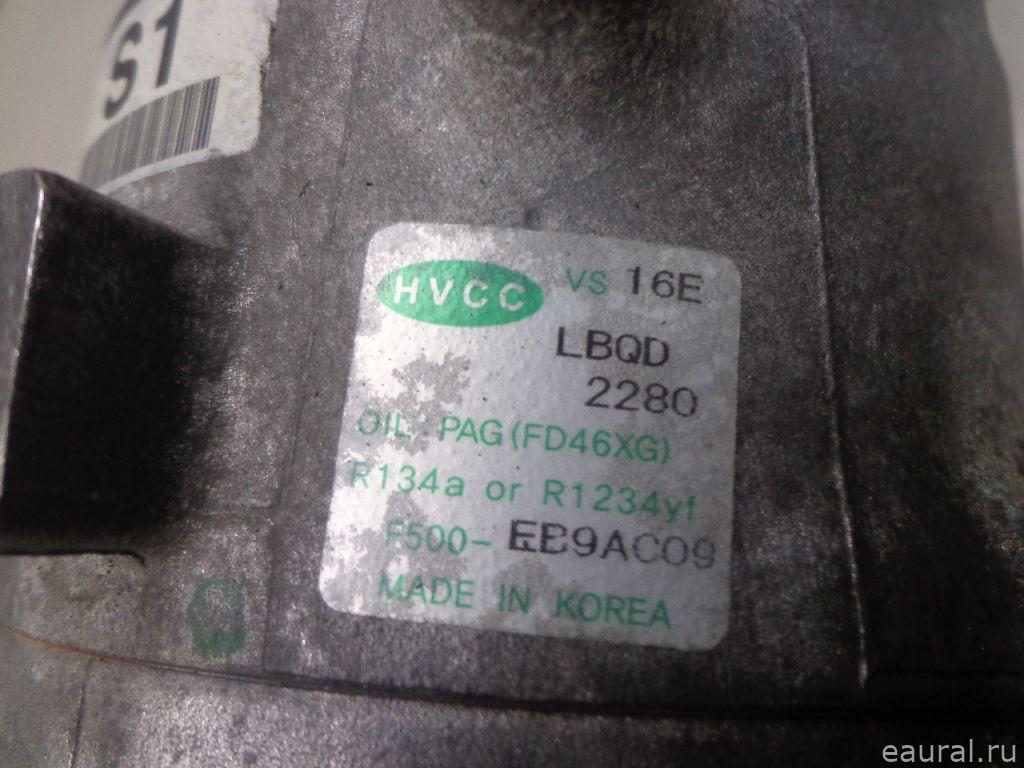 S1
HVCC VS 16E
LBQD
2280
OIL : PAG (FD46XG)
R134a or R1234yf
F500- EB9AC09
MADE IN KOREA
eaural.ru